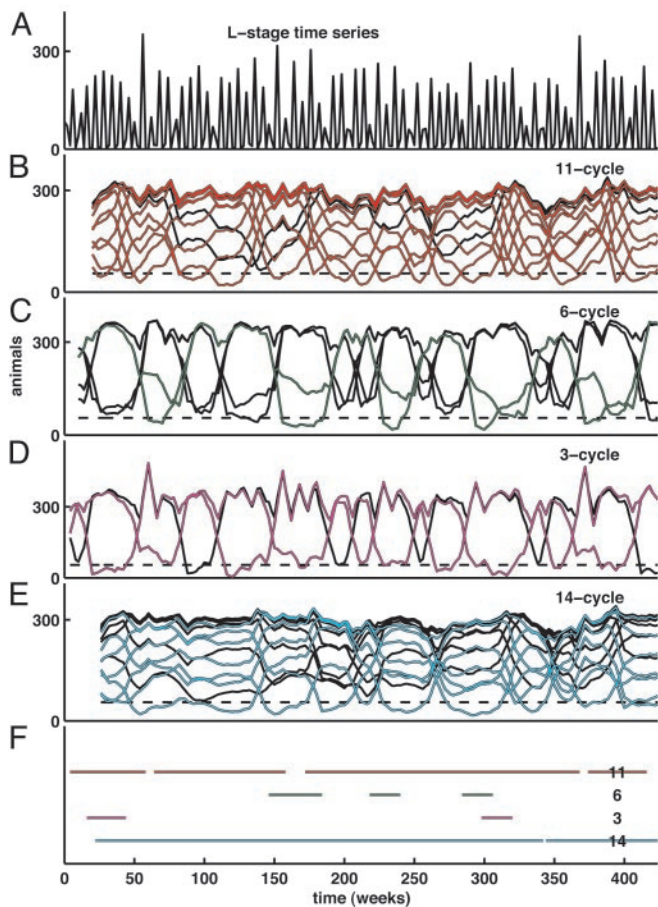 A
L-stage time series
300
0
B
11-cycle
300
0
C
6-cycle
300
0
animals
D
3-cycle
300
0
E
14-cycle
300
0
F
11
6
3
14
0 50 100 150 200 250 300 350 400
time (weeks)